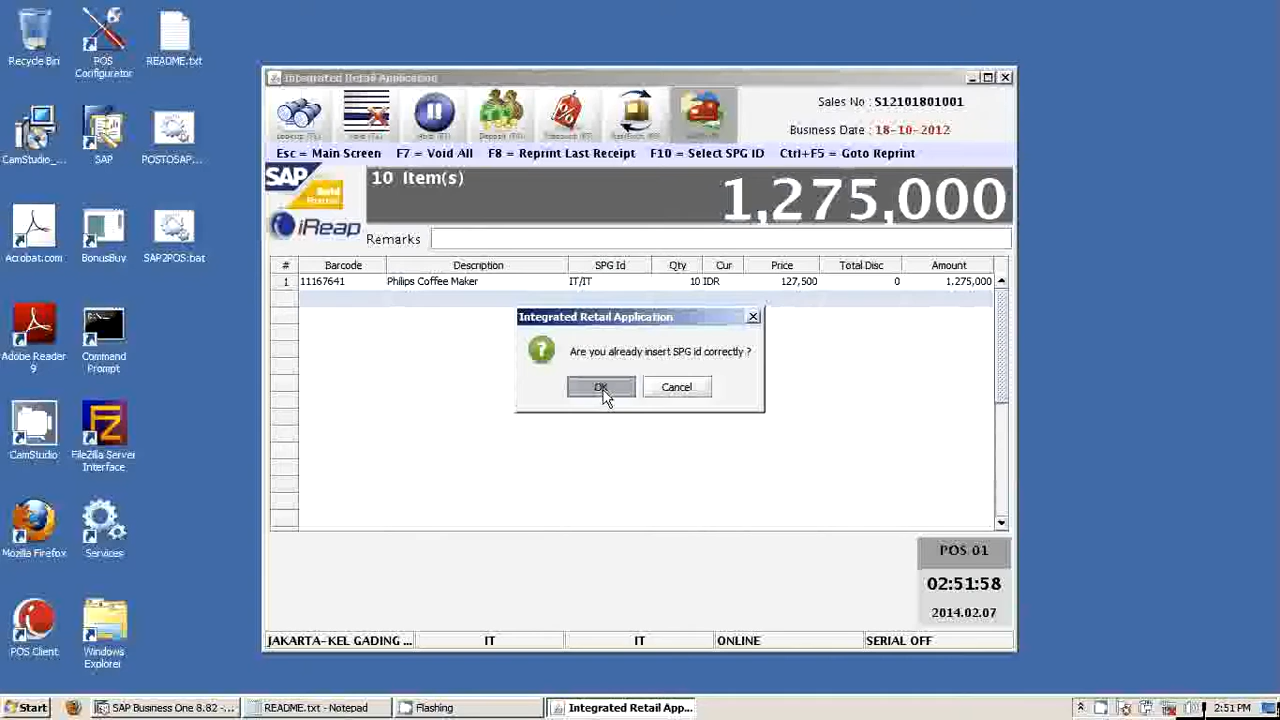 Recycle Bin
POS Configurator
README.txt
CamStudio_...
SAP
POSTOSAP...
Acrobat.com
BonusBuy
SAP2POS.bat
Adobe Reader 9
Command Prompt
CamStudio
FileZilla Server Interface
Mozilla Firefox
Services
POS Client
Windows Explorer
Integrated Retail Application
Sales No : S12101801001
Business Date : 18-10-2012
Esc = Main Screen F7 = Void All F8 = Reprint Last Receipt F10 = Select SPG ID Ctrl+F5 = Goto Reprint
SAP
iReap
10 Item(s)
1,275,000
Remarks
# Barcode Description SPG Id Qty Cur Price Total Disc Amount
1 11167641 Philips Coffee Maker IT/IT 10 IDR 127,500 0 1,275,000
Integrated Retail Application
Are you already insert SPG id correctly ?
OK Cancel
POS 01
02:51:58
2014.02.07
JAKARTA-KEL GADING ... IT IT ONLINE SERIAL OFF
Start SAP Business One 8.82 -... README.txt - Notepad Flashing Integrated Retail App... 2:51 PM